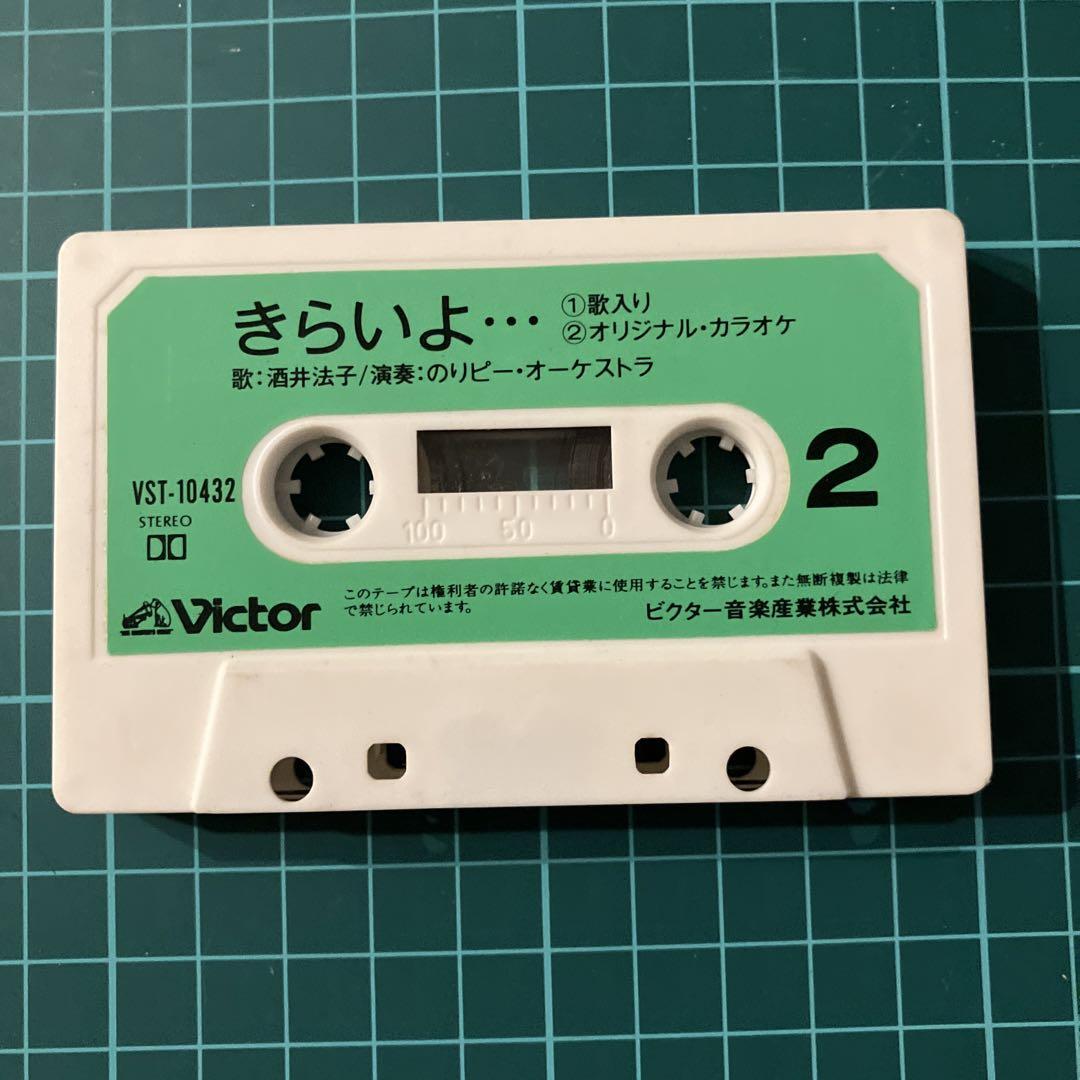 きらいよ…
①歌入り
②オリジナル・カラオケ
歌：酒井法子/演奏：のりピー・オーケストラ
2
VST-10432
STEREO
100 50 0
このテープは権利者の許諾なく賃貸業に使用することを禁じます。また無断複製は法律
で禁じられています。
Victor
ビクター音楽産業株式会社